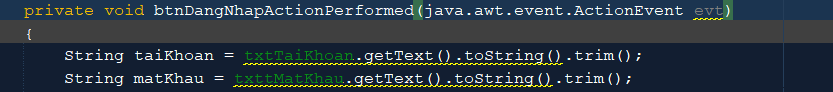 private void btnDangNhapActionPerformed(java.awt.event.ActionEvent evt)
{
String taiKhoan = txtTaiKhoan.getText().toString().trim();
String matKhau = txttMatKhau.getText().toString().trim();